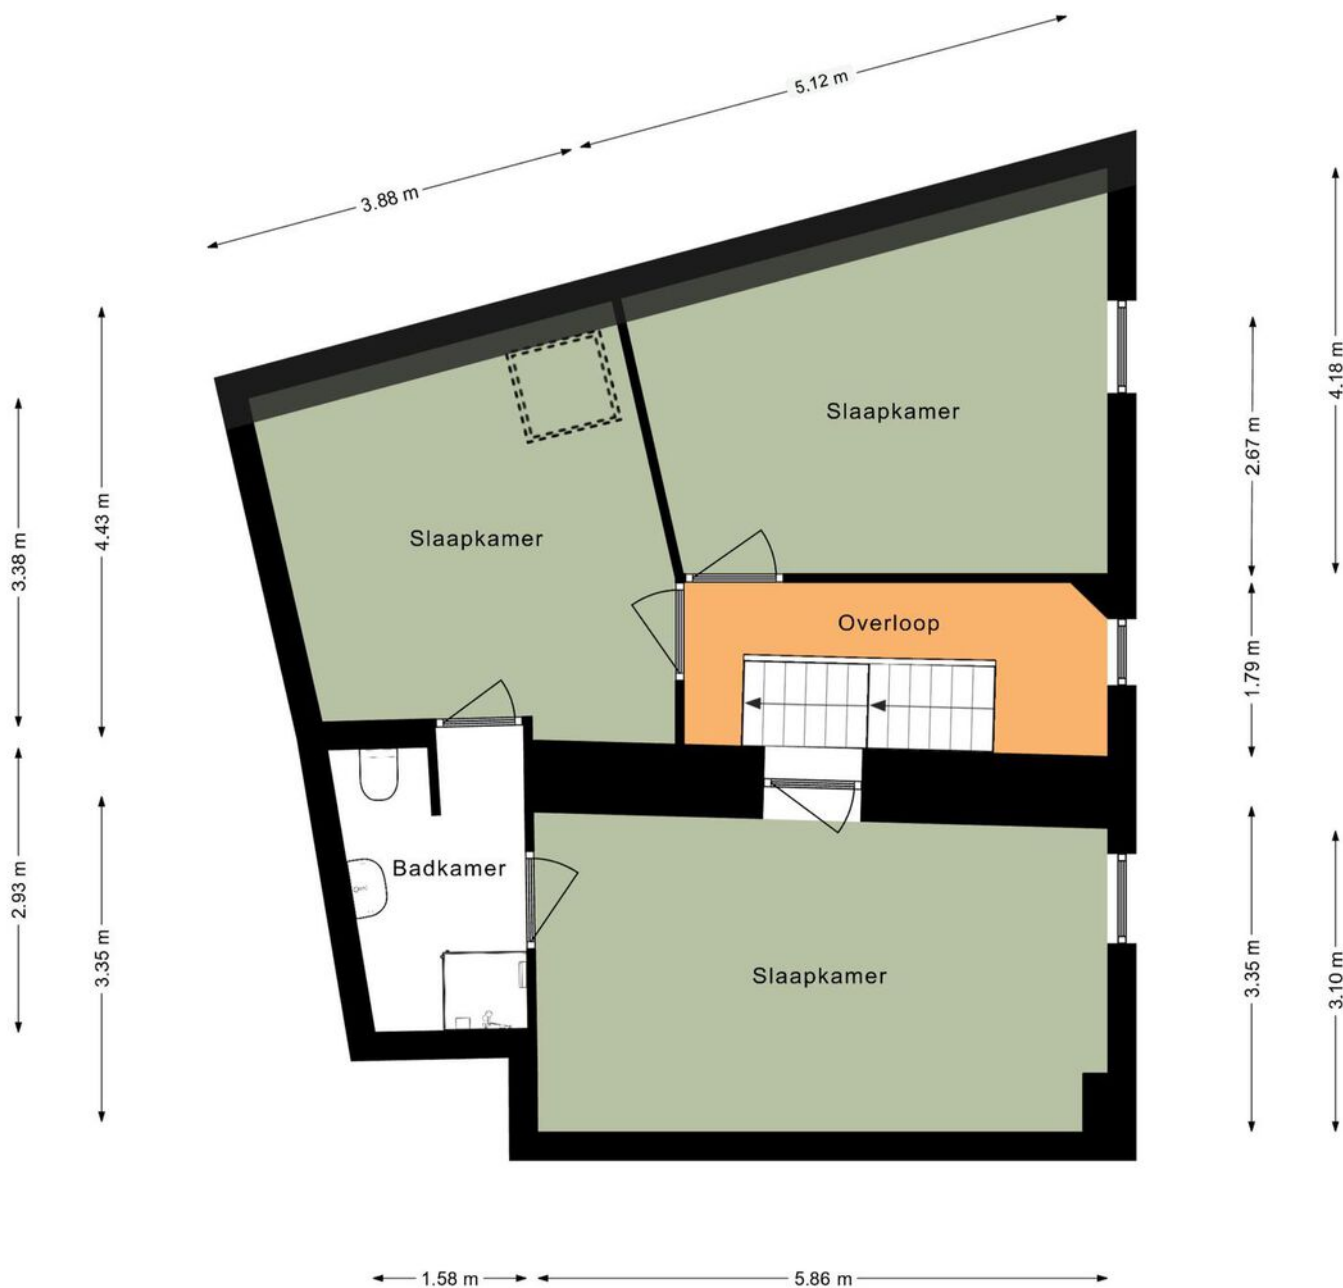 5.12 m
3.88 m
4.18 m
2.67 m
Slaapkamer
4.43 m
3.38 m
Slaapkamer
Overloop
1.79 m
Badkamer
2.93 m
3.35 m
Slaapkamer
3.35 m
3.10 m
1.58 m
5.86 m